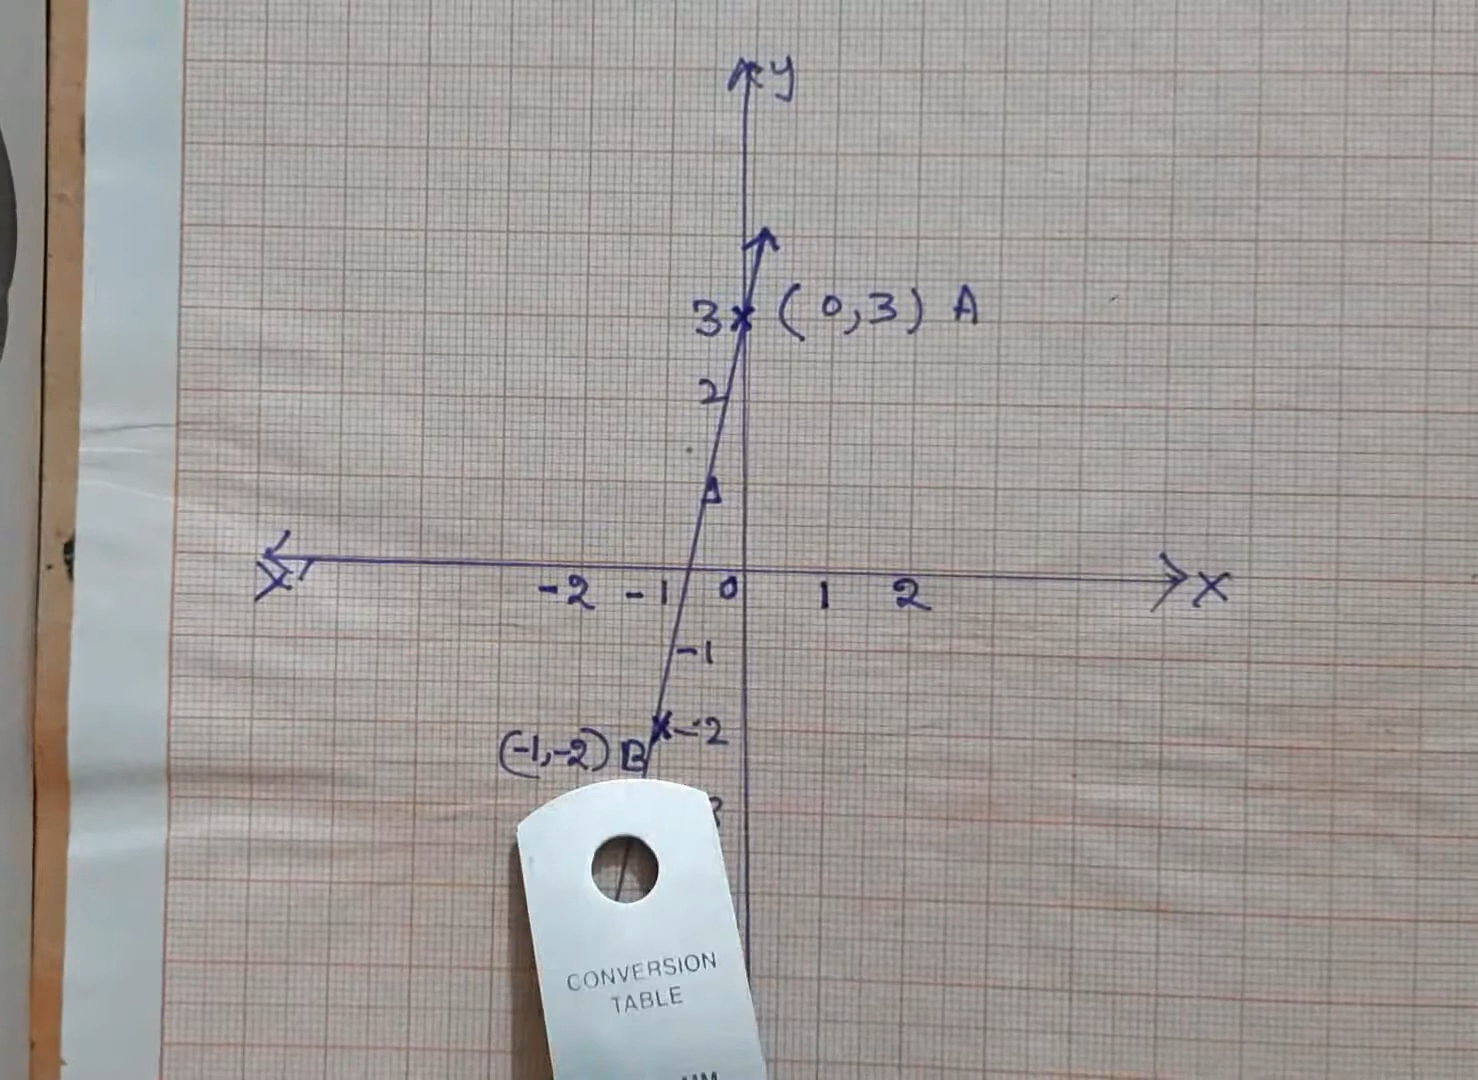 y
3 (0,3) A
2
1
X' -2 -1 0 1 2 X
-1
(-1,-2) B -2
CONVERSION
TABLE